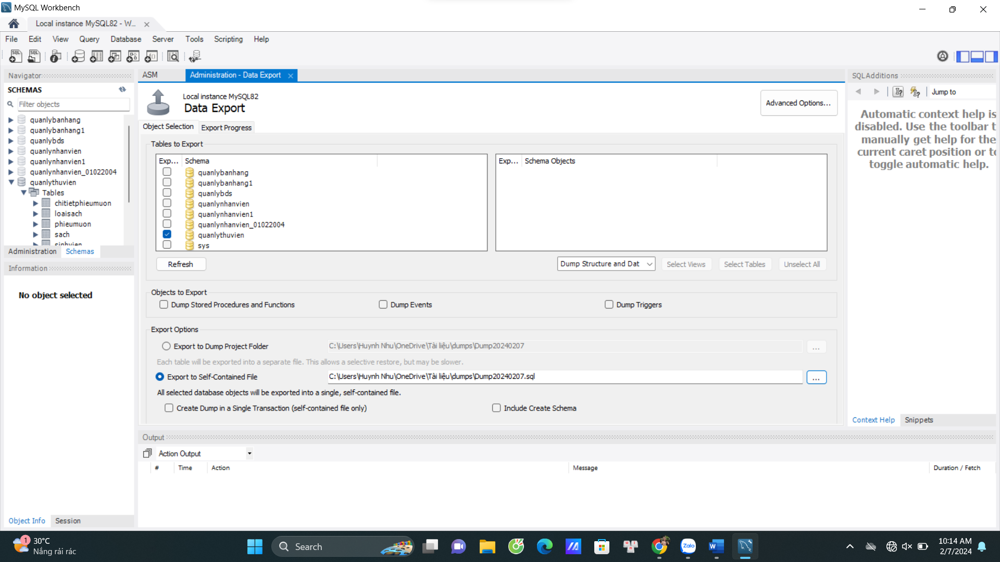 MySQL Workbench
Local instance MySQL82 - W...
File Edit View Query Database Server Tools Scripting Help
Navigator
SCHEMAS
Filter objects
quanlybanhang
quanlybanhang1
quanlybds
quanlynhanvien
quanlynhanvien1
quanlynhanvien_01022004
quanlythuvien
Tables
chitietphieumuon
loaisach
phieumuon
sach
sinhvien
Administration Schemas
Information
No object selected
Object Info Session
ASM Administration - Data Export
Local instance MySQL82
Data Export
Advanced Options...
Object Selection Export Progress
Tables to Export
Exp... Schema
quanlybanhang
quanlybanhang1
quanlybds
quanlynhanvien
quanlynhanvien1
quanlynhanvien_01022004
quanlythuvien
sys
Exp... Schema Objects
Refresh Dump Structure and Dat Select Views Select Tables Unselect All
Objects to Export
Dump Stored Procedures and Functions Dump Events Dump Triggers
Export Options
Export to Dump Project Folder C:\Users\Huynh Nhu\OneDrive\Tài liệu\dumps\Dump20240207 ...
Each table will be exported into a separate file. This allows a selective restore, but may be slower.
Export to Self-Contained File C:\Users\Huynh Nhu\OneDrive\Tài liệu\dumps\Dump20240207.sql ...
All selected database objects will be exported into a single, self-contained file.
Create Dump in a Single Transaction (self-contained file only) Include Create Schema
SQLAdditions
Jump to
Automatic context help is
disabled. Use the toolbar t
manually get help for the
current caret position or to
toggle automatic help.
Context Help Snippets
Output
Action Output
# Time Action Message Duration / Fetch
1
30°C
Nắng rải rác
Search
Zalo
10:14 AM
2/7/2024